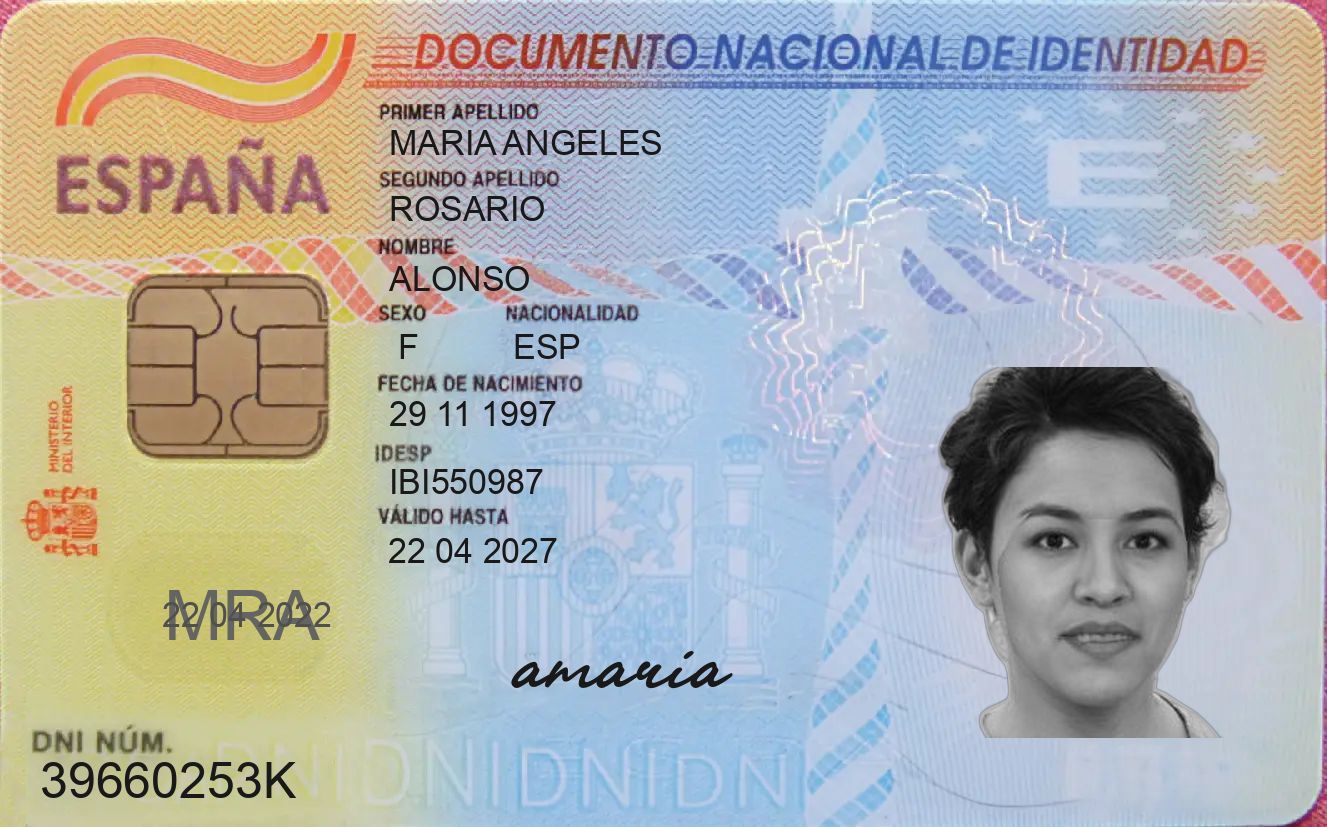 DOCUMENTO NACIONAL DE IDENTIDAD
ESPAÑA
PRIMER APELLIDO
MARIA ANGELES
SEGUNDO APELLIDO
ROSARIO
NOMBRE
ALONSO
SEXO NACIONALIDAD
F ESP
FECHA DE NACIMIENTO
29 11 1997
IDESP
IBI550987
VÁLIDO HASTA
22 04 2027
MINISTERIO
DEL INTERIOR
E
MRA
22 04 2022
amaria
DNI NÚM.
39660253K
DNIDNIDNIDNI